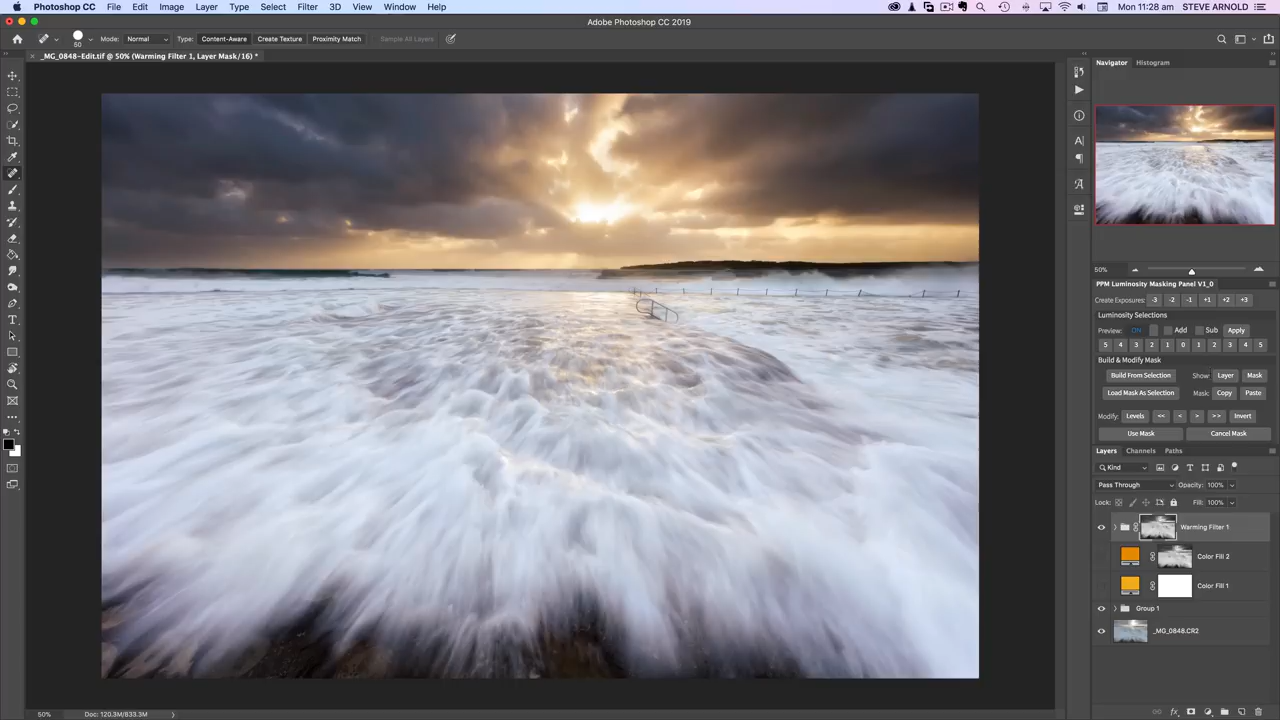 Photoshop CC File Edit Image Layer Type Select Filter 3D View Window Help Mon 11:28 am STEVE ARNOLD
Adobe Photoshop CC 2019
50 Mode: Normal Type: Content-Aware Create Texture Proximity Match Sample All Layers
_MG_0848-Edit.tif @ 50% (Warming Filter 1, Layer Mask/16) *
Navigator Histogram
50%
PPM Luminosity Masking Panel V1_0
Create Exposures: -3 -2 -1 +1 +2 +3
Luminosity Selections
Preview: ON Add Sub Apply
5 4 3 2 1 0 1 2 3 4 5
Build & Modify Mask
Build From Selection Show: Layer Mask
Load Mask As Selection Mask: Copy Paste
Modify: Levels << < > >> Invert
Use Mask Cancel Mask
Layers Channels Paths
Kind
Pass Through Opacity: 100%
Lock: Fill: 100%
Warming Filter 1
Color Fill 2
Color Fill 1
Group 1
_MG_0848.CR2
50% Doc: 120.3M/833.3M